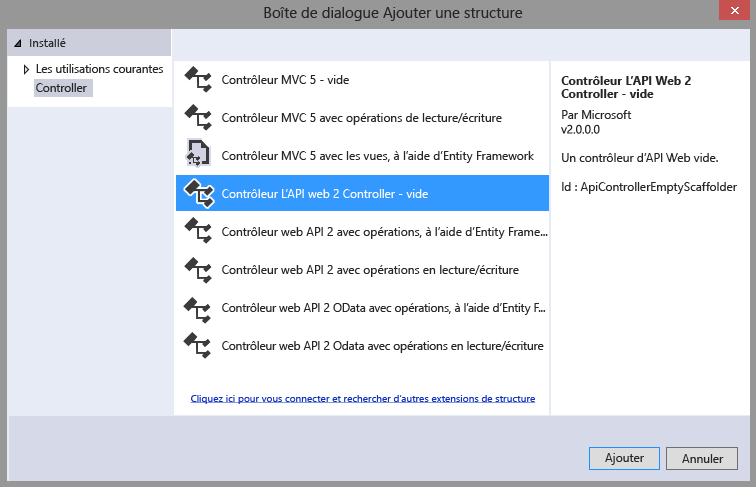 Boîte de dialogue Ajouter une structure
Installé
Les utilisations courantes
Controller
Contrôleur MVC 5 - vide
Contrôleur MVC 5 avec opérations de lecture/écriture
Contrôleur MVC 5 avec les vues, à l'aide d'Entity Framework
Contrôleur L'API web 2 Controller - vide
Contrôleur web API 2 avec opérations, à l'aide d'Entity Frame...
Contrôleur web API 2 avec opérations en lecture/écriture
Contrôleur web API 2 OData avec opérations, à l'aide d'Entity F...
Contrôleur web API 2 Odata avec opérations en lecture/écriture
Cliquez ici pour vous connecter et rechercher d'autres extensions de structure
Contrôleur L'API Web 2
Controller - vide
Par Microsoft
v2.0.0.0
Un contrôleur d'API Web vide.
Id : ApiControllerEmptyScaffolder
Ajouter
Annuler